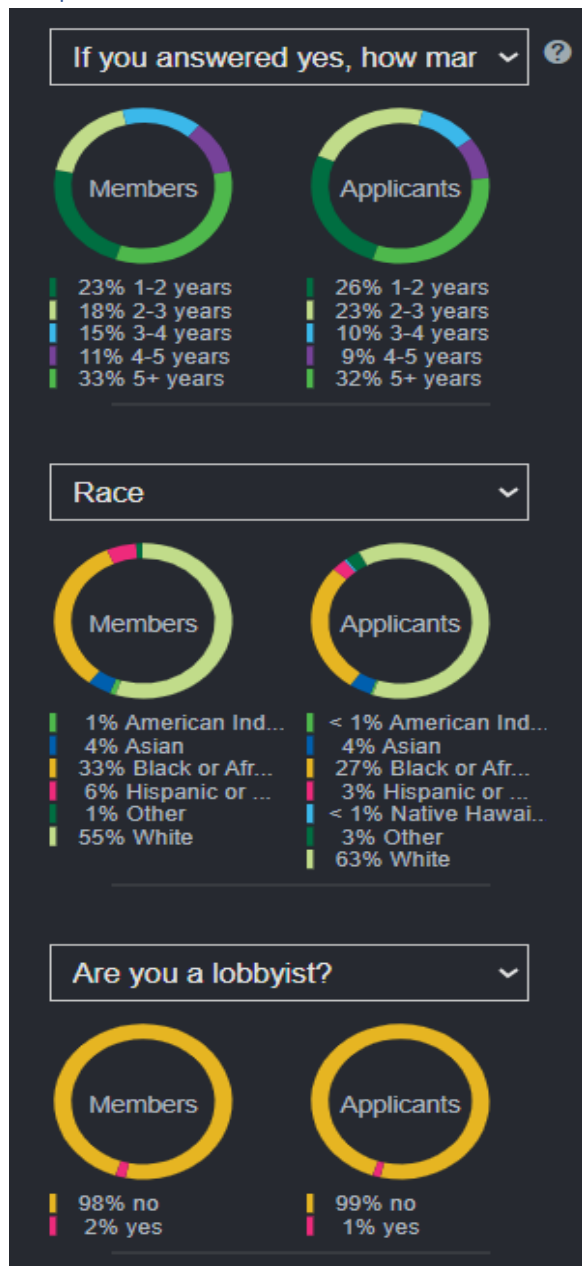 If you answered yes, how mar
Members
Applicants
23% 1-2 years
18% 2-3 years
15% 3-4 years
11% 4-5 years
33% 5+ years
26% 1-2 years
23% 2-3 years
10% 3-4 years
9% 4-5 years
32% 5+ years
Race
Members
Applicants
1% American Ind...
4% Asian
33% Black or Afr...
6% Hispanic or ...
1% Other
55% White
< 1% American Ind...
4% Asian
27% Black or Afr...
3% Hispanic or ...
< 1% Native Hawai..
3% Other
63% White
Are you a lobbyist?
Members
Applicants
98% no
2% yes
99% no
1% yes